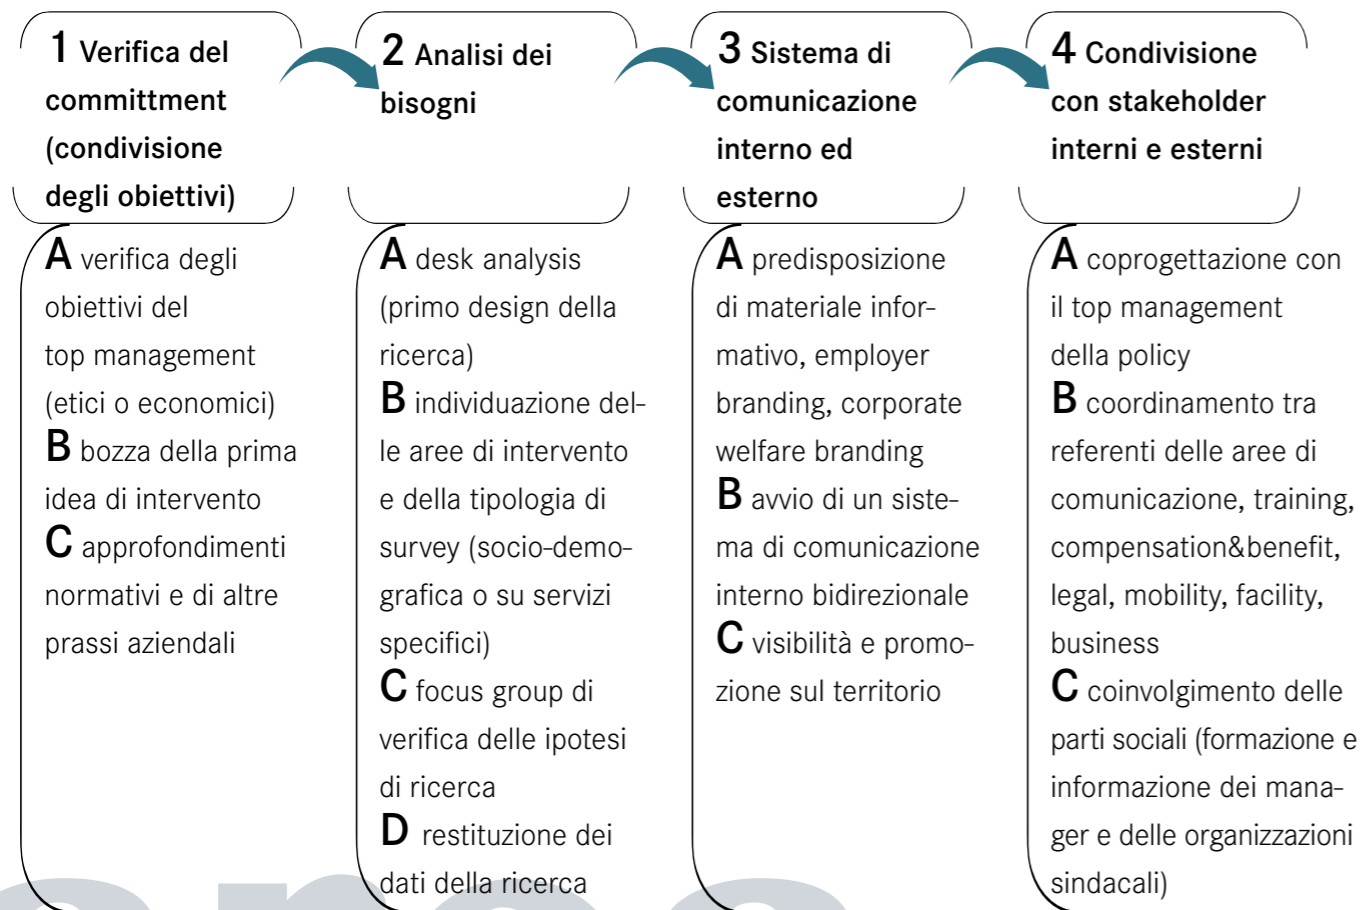 1 Verifica del
committment
(condivisione
degli obiettivi)
A verifica degli
obiettivi del
top management
(etici o economici)
B bozza della prima
idea di intervento
C approfondimenti
normativi e di altre
prassi aziendali
2 Analisi dei
bisogni
A desk analysis
(primo design della
ricerca)
B individuazione del-
le aree di intervento
e della tipologia di
survey (socio-demo-
grafica o su servizi
specifici)
C focus group di
verifica delle ipotesi
di ricerca
D restituzione dei
dati della ricerca
3 Sistema di
comunicazione
interno ed
esterno
A predisposizione
di materiale infor-
mativo, employer
branding, corporate
welfare branding
B avvio di un siste-
ma di comunicazione
interno bidirezionale
C visibilità e promo-
zione sul territorio
4 Condivisione
con stakeholder
interni e esterni
A coprogettazione con
il top management
della policy
B coordinamento tra
referenti delle aree di
comunicazione, training,
compensation&benefit,
legal, mobility, facility,
business
C coinvolgimento delle
parti sociali (formazione e
informazione dei mana-
ger e delle organizzazioni
sindacali)